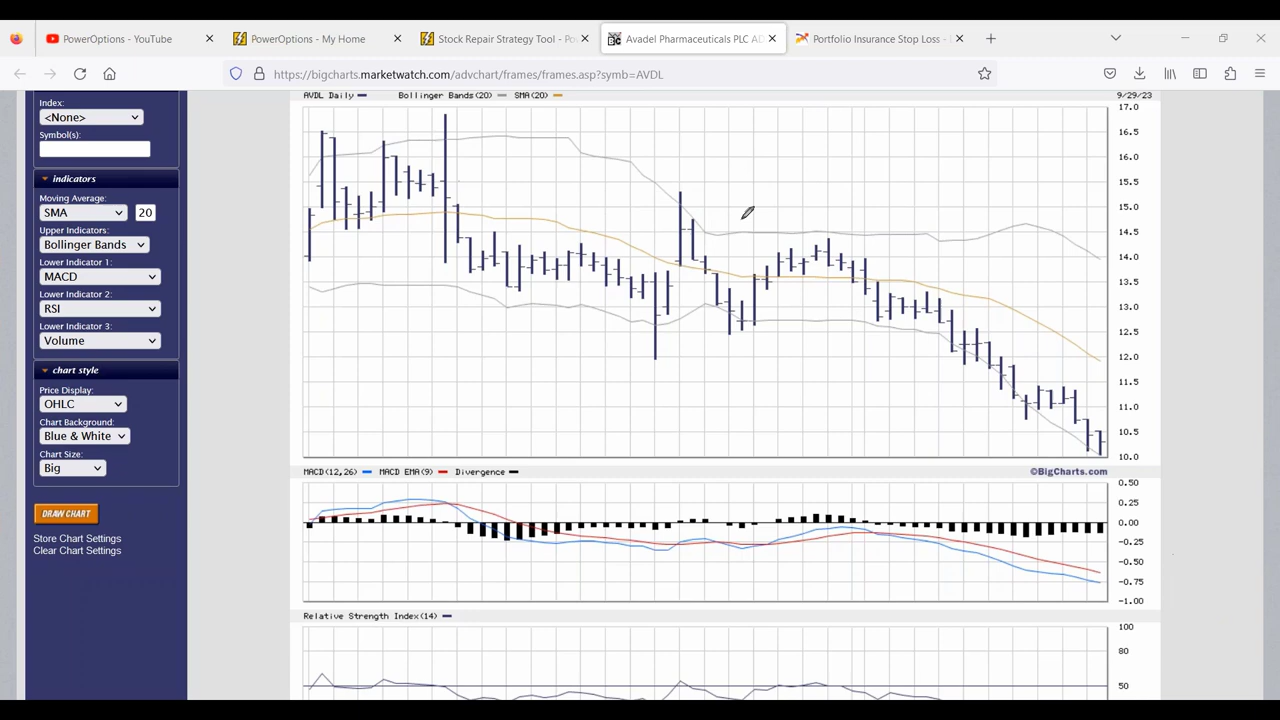 PowerOptions - YouTube
PowerOptions - My Home
Stock Repair Strategy Tool - Po
Avadel Pharmaceuticals PLC AD
Portfolio Insurance Stop Loss -
https://bigcharts.marketwatch.com/advchart/frames/frames.asp?symb=AVDL
Index:
<None>
Symbol(s):
indicators
Moving Average:
SMA 20
Upper Indicators:
Bollinger Bands
Lower Indicator 1:
MACD
Lower Indicator 2:
RSI
Lower Indicator 3:
Volume
chart style
Price Display:
OHLC
Chart Background:
Blue & White
Chart Size:
Big
DRAW CHART
Store Chart Settings
Clear Chart Settings
AVDL Daily Bollinger Bands(20) SMA(20) 9/29/23
17.0
16.5
16.0
15.5
15.0
14.5
14.0
13.5
13.0
12.5
12.0
11.5
11.0
10.5
10.0
MACD(12,26) MACD EMA(9) Divergence ©BigCharts.com
0.50
0.25
0.00
-0.25
-0.50
-0.75
-1.00
Relative Strength Index(14)
100
80
50